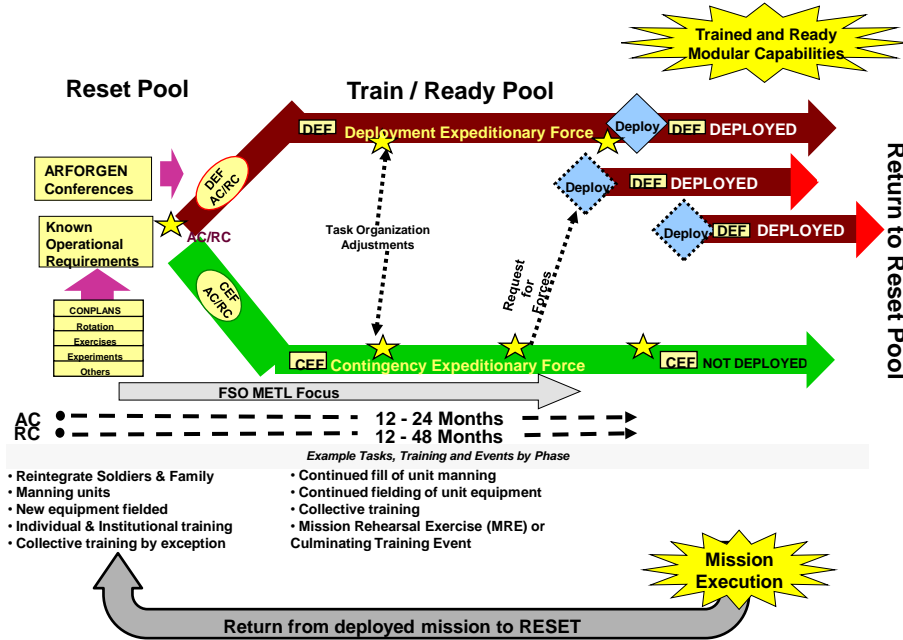 Trained and Ready
Modular Capabilities
Reset Pool
Train / Ready Pool
DEF
Deployment Expeditionary Force
Deploy
DEF
DEPLOYED
ARFORGEN
Conferences
DEF
AC/RC
Deploy
DEF
DEPLOYED
Known
Operational
Requirements
AC/RC
Task Organization
Adjustments
Deploy
DEF
DEPLOYED
Return to Reset Pool
CEF
AC/RC
Request
for
Forces
CONPLANS
Rotation
Exercises
Experiments
Others
CEF
Contingency Expeditionary Force
CEF
NOT DEPLOYED
FSO METL Focus
AC
12 - 24 Months
RC
12 - 48 Months
Example Tasks, Training and Events by Phase
• Reintegrate Soldiers & Family
• Manning units
• New equipment fielded
• Individual & Institutional training
• Collective training by exception
• Continued fill of unit manning
• Continued fielding of unit equipment
• Collective training
• Mission Rehearsal Exercise (MRE) or
Culminating Training Event
Mission
Execution
Return from deployed mission to RESET